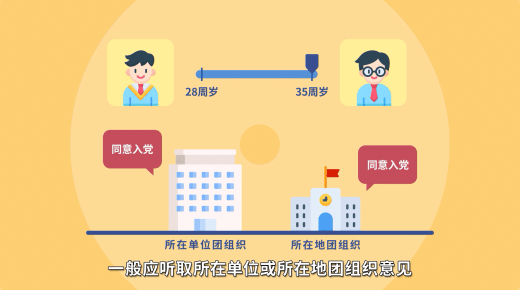 28周岁
35周岁
同意入党
同意入党
所在单位团组织
所在地团组织
一般应听取所在单位或所在地团组织意见